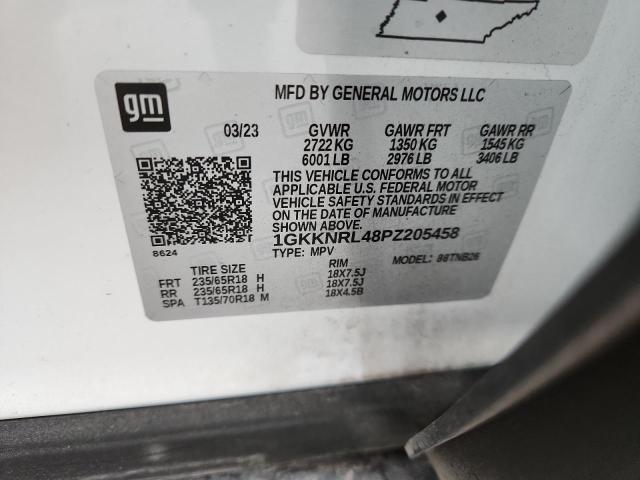 gm
MFD BY GENERAL MOTORS LLC
03/23 GVWR GAWR FRT GAWR RR
2722 KG 1350 KG 1545 KG
6001 LB 2976 LB 3406 LB
THIS VEHICLE CONFORMS TO ALL
APPLICABLE U.S. FEDERAL MOTOR
VEHICLE SAFETY STANDARDS IN EFFECT
ON THE DATE OF MANUFACTURE
SHOWN ABOVE.
1GKKNRL48PZ205458
8624
TYPE: MPV MODEL: 88TNB26
TIRE SIZE RIM
FRT 235/65R18 H 18X7.5J
RR 235/65R18 H 18X7.5J
SPA T135/70R18 M 18X4.5B